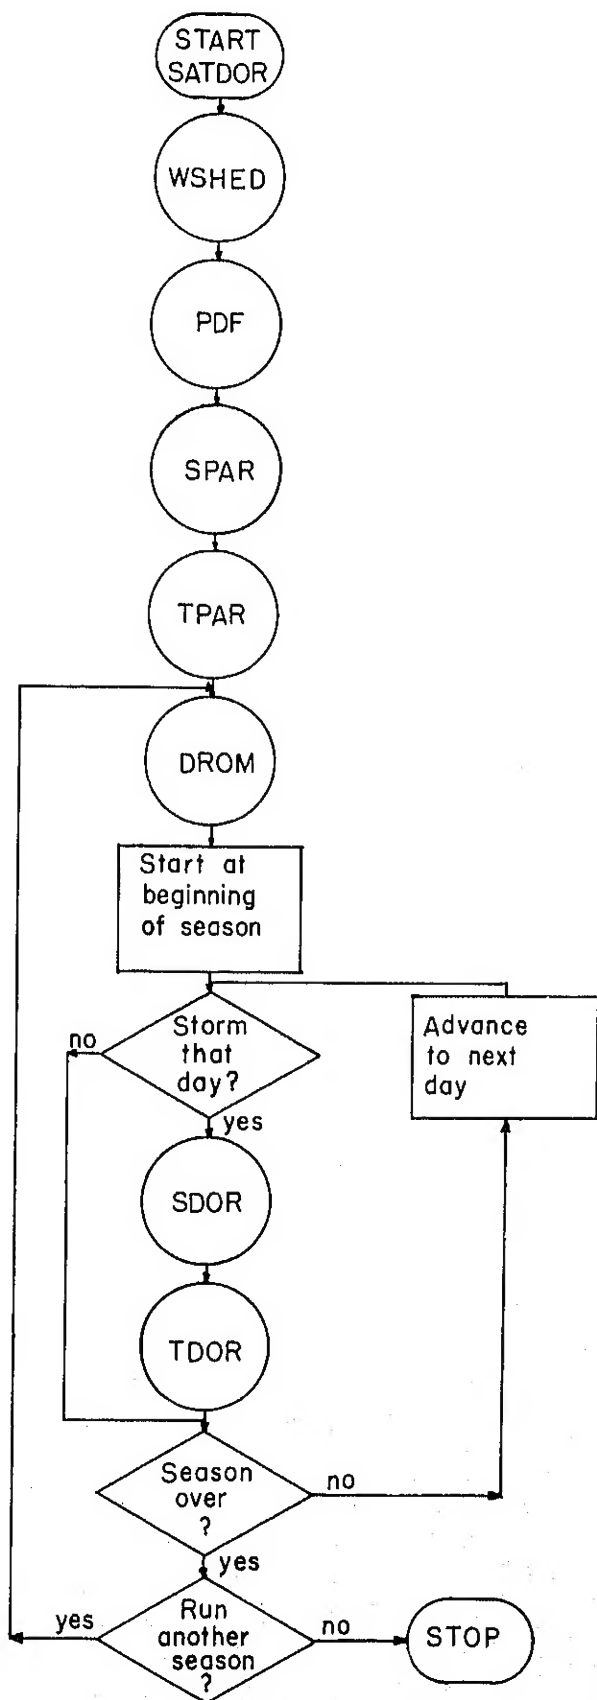 START
SATDOR
WSHED
PDF
SPAR
TPAR
DROM
Start at
beginning
of season
Storm
that
day?
no
yes
Advance
to next
day
SDOR
TDOR
Season
over
?
no
yes
Run
another
season
?
yes
no
STOP